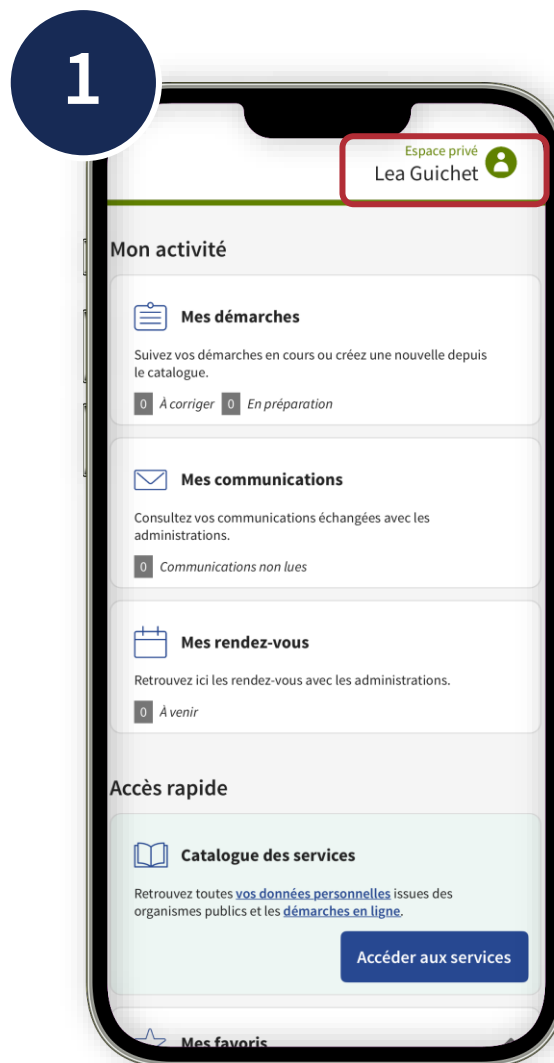 1
Espace privé
Lea Guichet
Mon activité
Mes démarches
Suivez vos démarches en cours ou créez une nouvelle depuis
le catalogue.
0 À corriger 0 En préparation
Mes communications
Consultez vos communications échangées avec les
administrations.
0 Communications non lues
Mes rendez-vous
Retrouvez ici les rendez-vous avec les administrations.
0 À venir
Accès rapide
Catalogue des services
Retrouvez toutes vos données personnelles issues des
organismes publics et les démarches en ligne.
Accéder aux services
Mes favoris